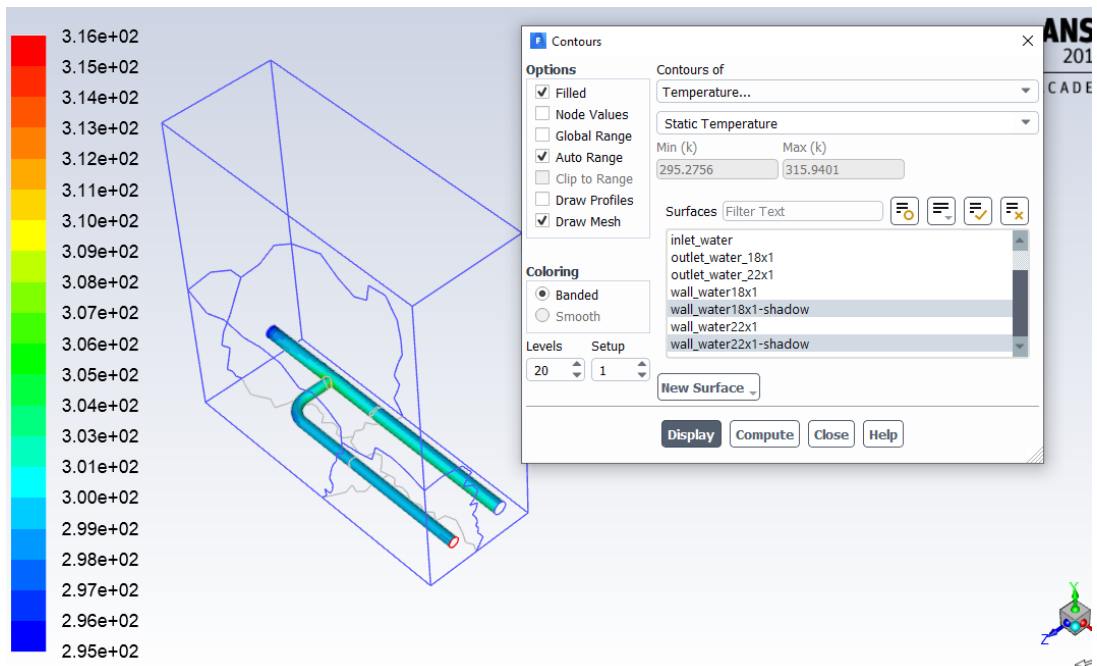 3.16e+02
3.15e+02
3.14e+02
3.13e+02
3.12e+02
3.11e+02
3.10e+02
3.09e+02
3.08e+02
3.07e+02
3.06e+02
3.05e+02
3.04e+02
3.03e+02
3.01e+02
3.00e+02
2.99e+02
2.98e+02
2.97e+02
2.96e+02
2.95e+02
Contours
Options
Filled
Node Values
Global Range
Auto Range
Clip to Range
Draw Profiles
Draw Mesh
Coloring
Banded
Smooth
Levels Setup
20 1
Contours of
Temperature...
Static Temperature
Min (k) Max (k)
295.2756 315.9401
Surfaces Filter Text
inlet_water
outlet_water_18x1
outlet_water_22x1
wall_water18x1
wall_water18x1-shadow
wall_water22x1
wall_water22x1-shadow
New Surface
Display Compute Close Help
ANS
201
CADE
Y
Z